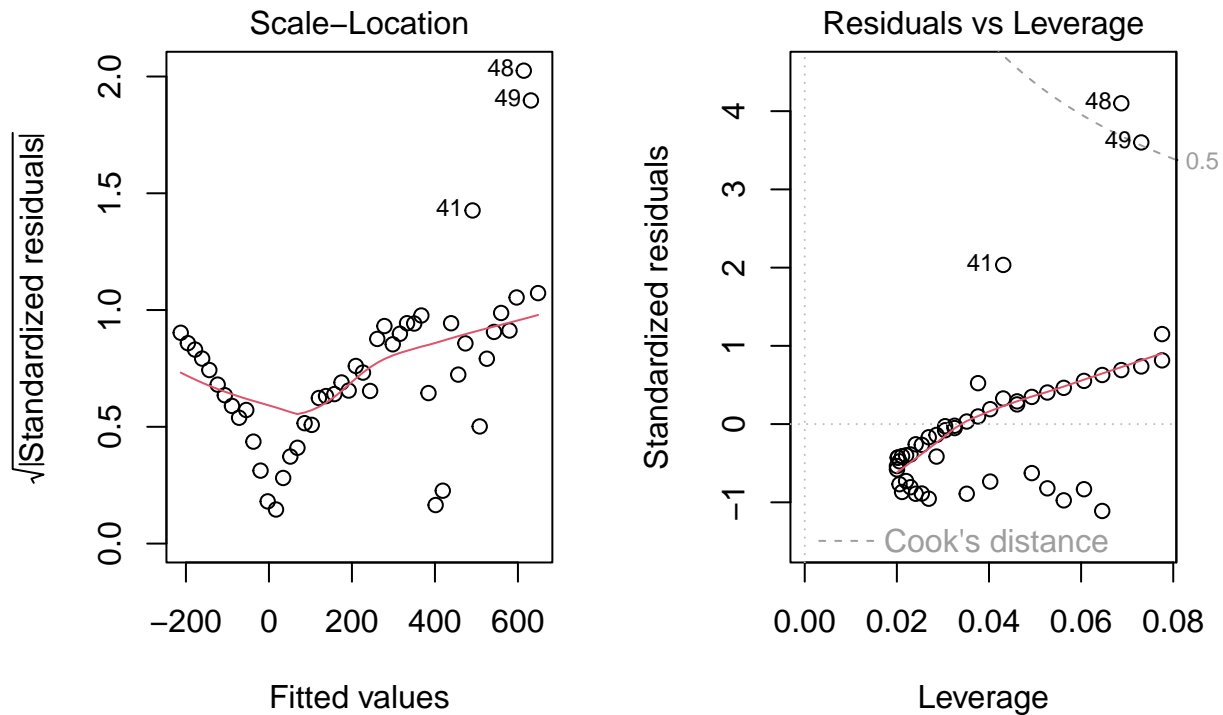 Scale−Location
√|Standardized residuals|
0.0 0.5 1.0 1.5 2.0
48
49
41
−200 0 200 400 600
Fitted values
Residuals vs Leverage
Standardized residuals
−1 0 1 2 3 4
48
49
0.5
41
Cook's distance
0.00 0.02 0.04 0.06 0.08
Leverage